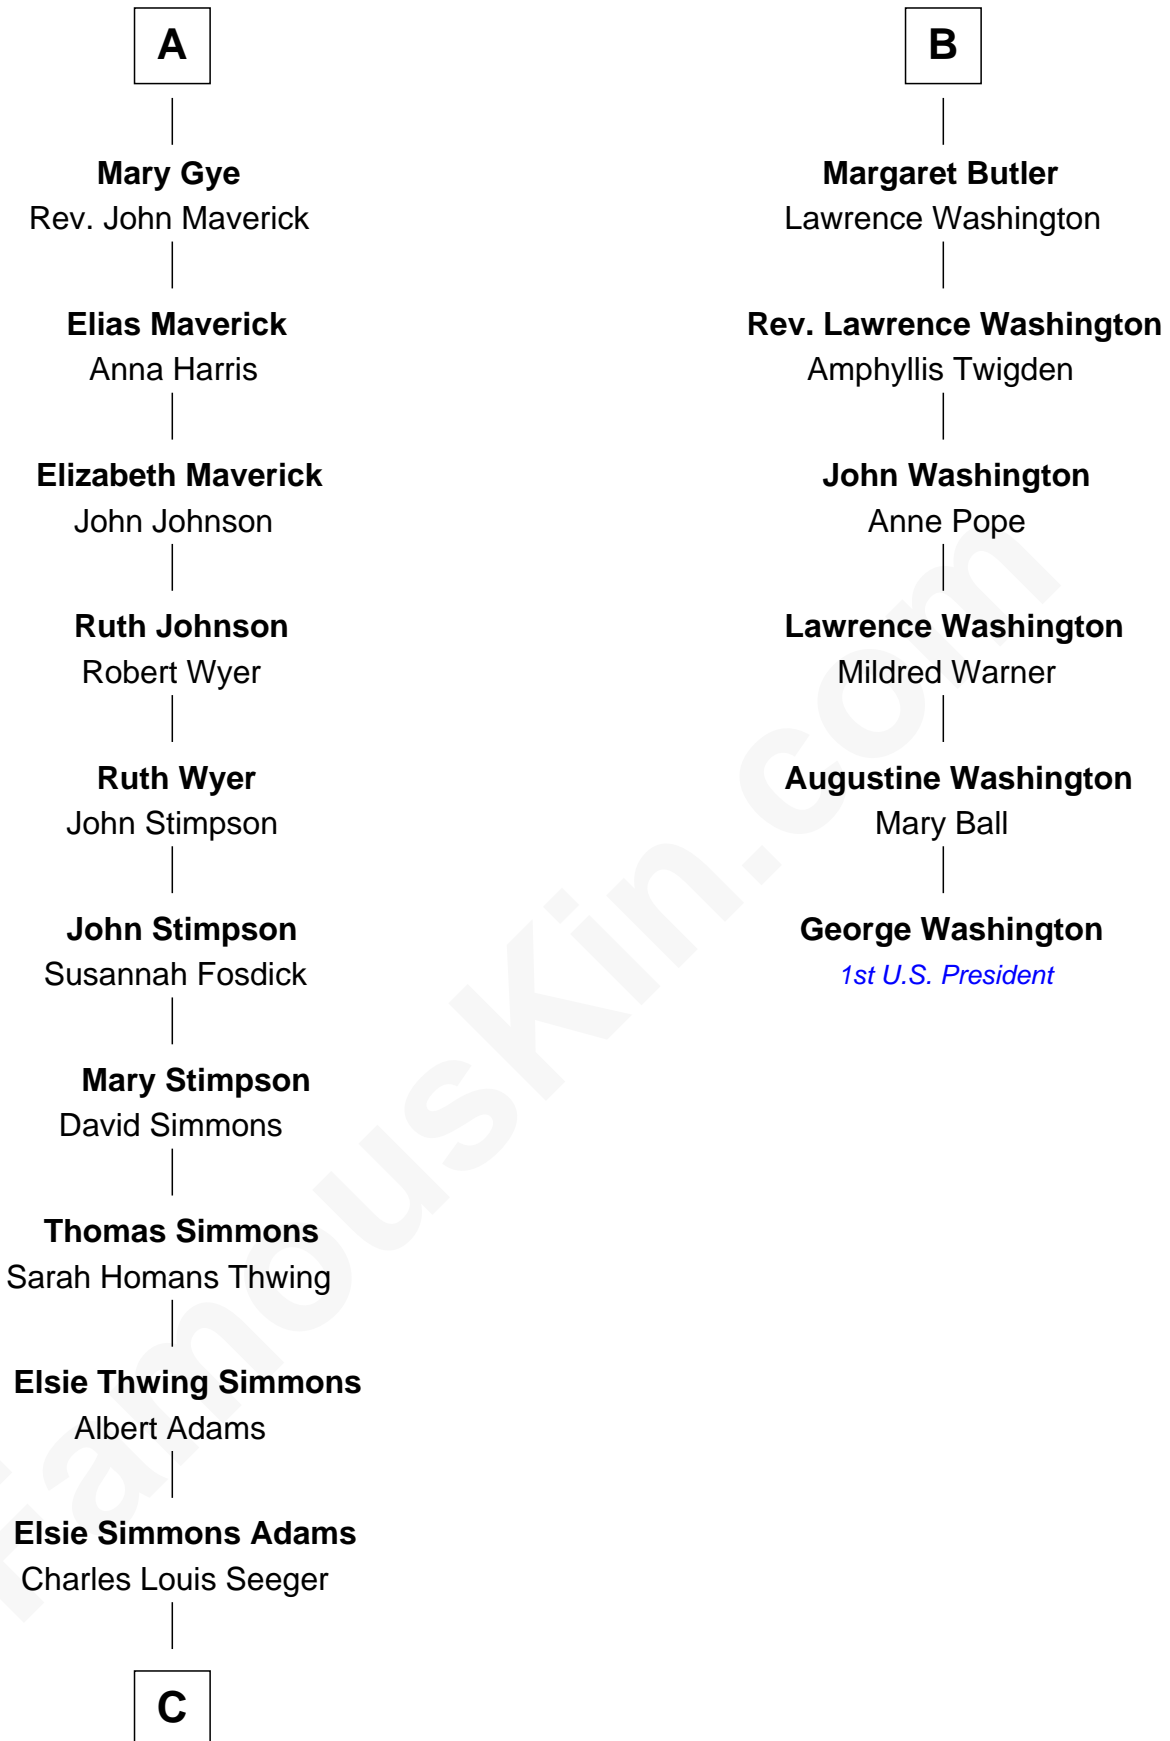 A
Mary Gye
Rev. John Maverick
Elias Maverick
Anna Harris
Elizabeth Maverick
John Johnson
Ruth Johnson
Robert Wyer
Ruth Wyer
John Stimpson
John Stimpson
Susannah Fosdick
Mary Stimpson
David Simmons
Thomas Simmons
Sarah Homans Thwing
Elsie Thwing Simmons
Albert Adams
Elsie Simmons Adams
Charles Louis Seeger
C
B
Margaret Butler
Lawrence Washington
Rev. Lawrence Washington
Amphyllis Twigden
John Washington
Anne Pope
Lawrence Washington
Mildred Warner
Augustine Washington
Mary Ball
George Washington
1st U.S. President
FamousKin.com